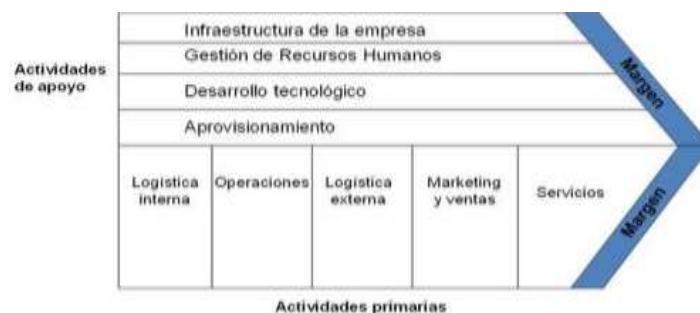 Infraestructura de la empresa
Gestión de Recursos Humanos
Actividades
de apoyo
Desarrollo tecnológico
Aprovisionamiento
Margen
Logística
interna
Operaciones
Logística
externa
Marketing
y ventas
Servicios
Margen
Actividades primarias